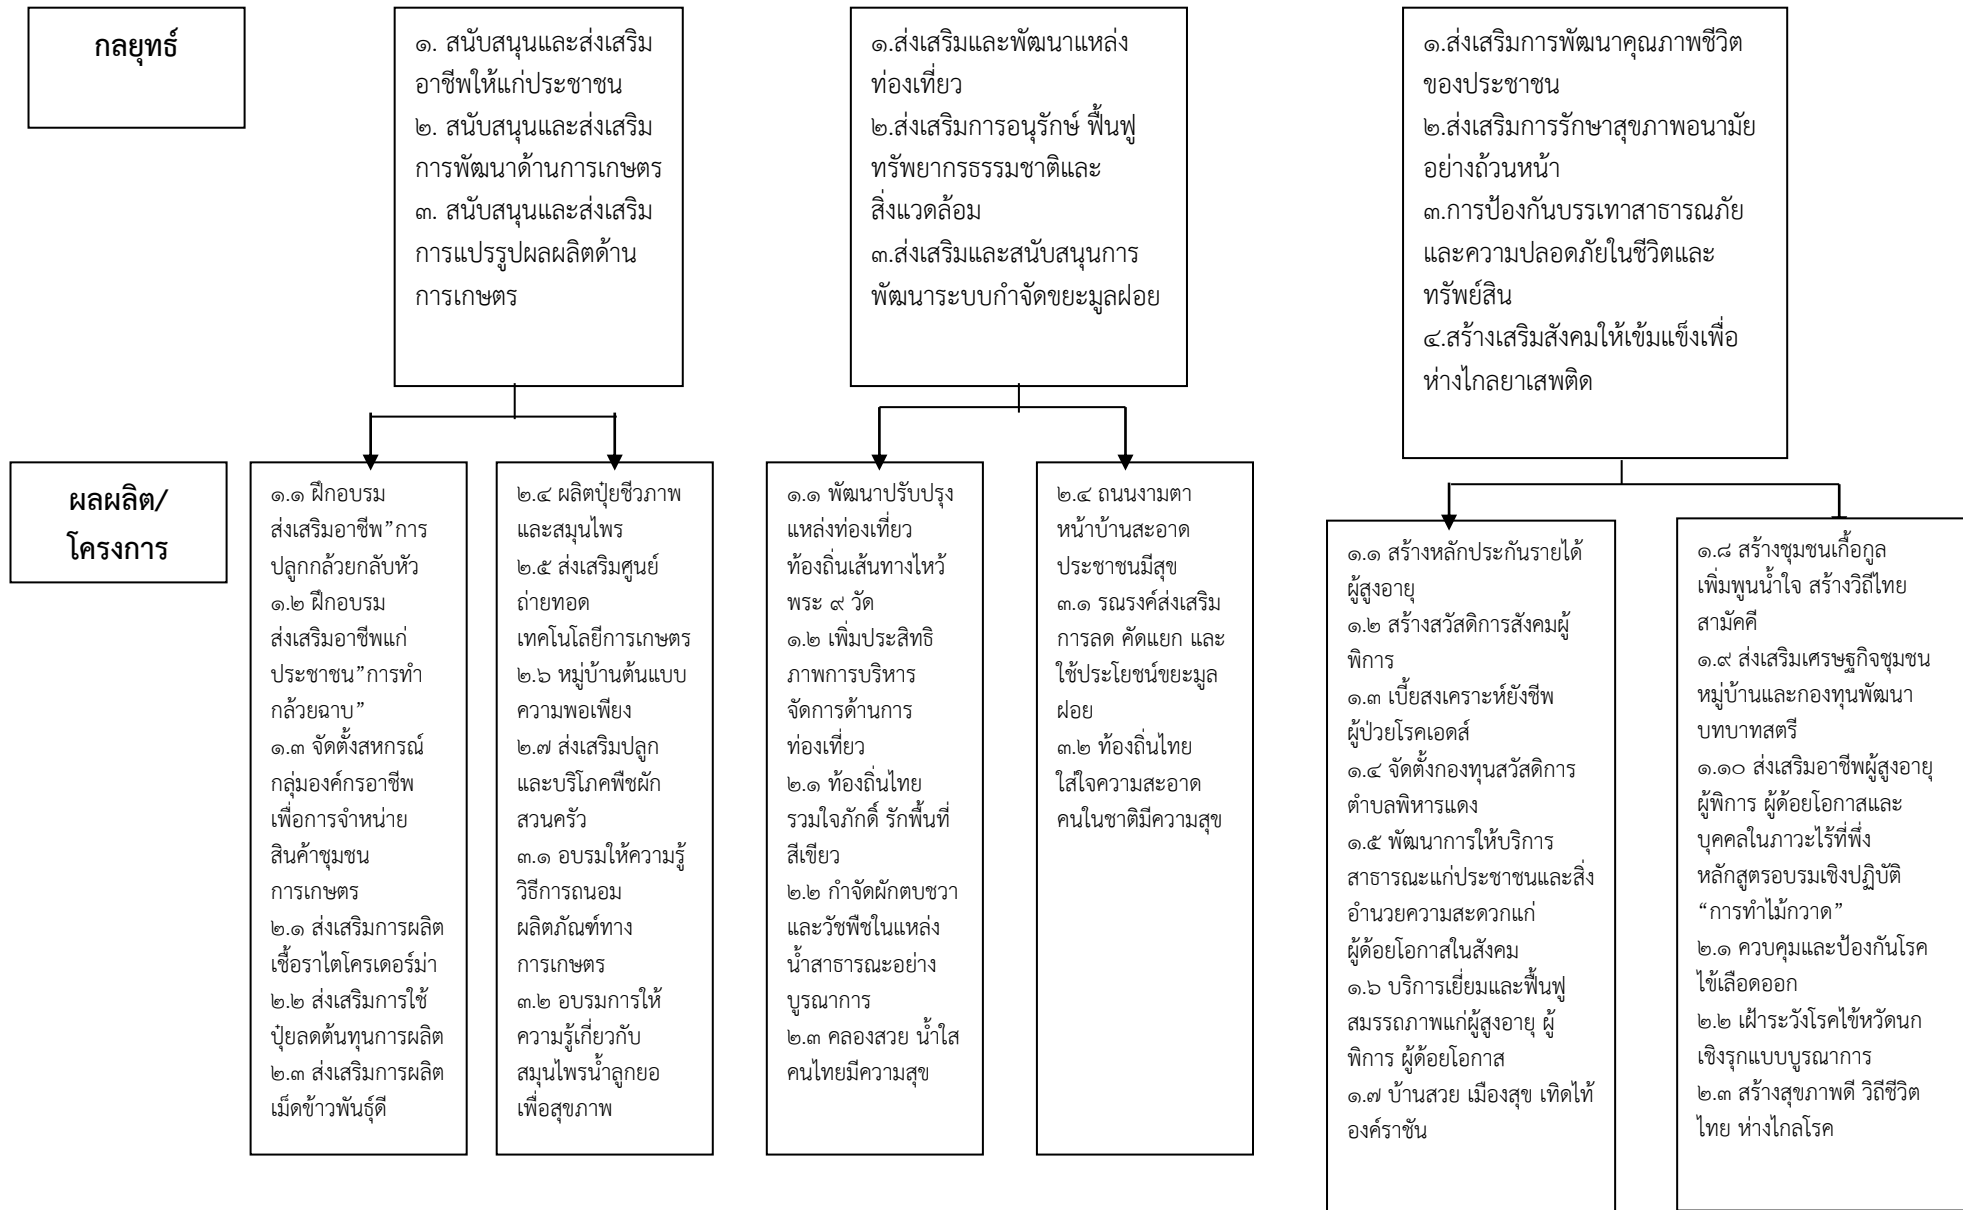 กลยุทธ์
๑. สนับสนุนและส่งเสริม
อาชีพให้แก่ประชาชน
๒. สนับสนุนและส่งเสริม
การพัฒนาด้านการเกษตร
๓. สนับสนุนและส่งเสริม
การแปรรูปผลผลิตด้าน
การเกษตร
๑.ส่งเสริมและพัฒนาแหล่ง
ท่องเที่ยว
๒.ส่งเสริมการอนุรักษ์ ฟื้นฟู
ทรัพยากรธรรมชาติและ
สิ่งแวดล้อม
๓.ส่งเสริมและสนับสนุนการ
พัฒนาระบบกำจัดขยะมูลฝอย
๑.ส่งเสริมการพัฒนาคุณภาพชีวิต
ของประชาชน
๒.ส่งเสริมการรักษาสุขภาพอนามัย
อย่างถ้วนหน้า
๓.การป้องกันบรรเทาสาธารณภัย
และความปลอดภัยในชีวิตและ
ทรัพย์สิน
๔.สร้างเสริมสังคมให้เข้มแข็งเพื่อ
ห่างไกลยาเสพติด
ผลผลิต/
โครงการ
๑.๑ ฝึกอบรม
ส่งเสริมอาชีพ”การ
ปลูกกล้วยกลับหัว
๑.๒ ฝึกอบรม
ส่งเสริมอาชีพแก่
ประชาชน”การทำ
กล้วยฉาบ”
๑.๓ จัดตั้งสหกรณ์
กลุ่มองค์กรอาชีพ
เพื่อการจำหน่าย
สินค้าชุมชน
การเกษตร
๒.๑ ส่งเสริมการผลิต
เชื้อราไตโครเดอร์ม่า
๒.๒ ส่งเสริมการใช้
ปุ๋ยลดต้นทุนการผลิต
๒.๓ ส่งเสริมการผลิต
เม็ดข้าวพันธุ์ดี
๒.๔ ผลิตปุ๋ยชีวภาพ
และสมุนไพร
๒.๕ ส่งเสริมศูนย์
ถ่ายทอด
เทคโนโลยีการเกษตร
๒.๖ หมู่บ้านต้นแบบ
ความพอเพียง
๒.๗ ส่งเสริมปลูก
และบริโภคพืชผัก
สวนครัว
๓.๑ อบรมให้ความรู้
วิธีการถนอม
ผลิตภัณฑ์ทาง
การเกษตร
๓.๒ อบรมการให้
ความรู้เกี่ยวกับ
สมุนไพรน้ำลูกยอ
เพื่อสุขภาพ
๑.๑ พัฒนาปรับปรุง
แหล่งท่องเที่ยว
ท้องถิ่นเส้นทางไหว้
พระ ๙ วัด
๑.๒ เพิ่มประสิทธิ
ภาพการบริหาร
จัดการด้านการ
ท่องเที่ยว
๒.๑ ท้องถิ่นไทย
รวมใจภักดิ์ รักพื้นที่
สีเขียว
๒.๒ กำจัดผักตบชวา
และวัชพืชในแหล่ง
น้ำสาธารณะอย่าง
บูรณาการ
๒.๓ คลองสวย น้ำใส
คนไทยมีความสุข
๒.๔ ถนนงามตา
หน้าบ้านสะอาด
ประชาชนมีสุข
๓.๑ รณรงค์ส่งเสริม
การลด คัดแยก และ
ใช้ประโยชน์ขยะมูล
ฝอย
๓.๒ ท้องถิ่นไทย
ใส่ใจความสะอาด
คนในชาติมีความสุข
๑.๑ สร้างหลักประกันรายได้
ผู้สูงอายุ
๑.๒ สร้างสวัสดิการสังคมผู้
พิการ
๑.๓ เบี้ยสงเคราะห์ยังชีพ
ผู้ป่วยโรคเอดส์
๑.๔ จัดตั้งกองทุนสวัสดิการ
ตำบลพิหารแดง
๑.๕ พัฒนาการให้บริการ
สาธารณะแก่ประชาชนและสิ่ง
อำนวยความสะดวกแก่
ผู้ด้อยโอกาสในสังคม
๑.๖ บริการเยี่ยมและฟื้นฟู
สมรรถภาพแก่ผู้สูงอายุ ผู้
พิการ ผู้ด้อยโอกาส
๑.๗ บ้านสวย เมืองสุข เทิดไท้
องค์ราชัน
๑.๘ สร้างชุมชนเกื้อกูล
เพิ่มพูนน้ำใจ สร้างวิถีไทย
สามัคคี
๑.๙ ส่งเสริมเศรษฐกิจชุมชน
หมู่บ้านและกองทุนพัฒนา
บทบาทสตรี
๑.๑๐ ส่งเสริมอาชีพผู้สูงอายุ
ผู้พิการ ผู้ด้อยโอกาสและ
บุคคลในภาวะไร้ที่พึ่ง
หลักสูตรอบรมเชิงปฏิบัติ
“การทำไม้กวาด”
๒.๑ ควบคุมและป้องกันโรค
ไข้เลือดออก
๒.๒ เฝ้าระวังโรคไข้หวัดนก
เชิงรุกแบบบูรณาการ
๒.๓ สร้างสุขภาพดี วิถีชีวิต
ไทย ห่างไกลโรค